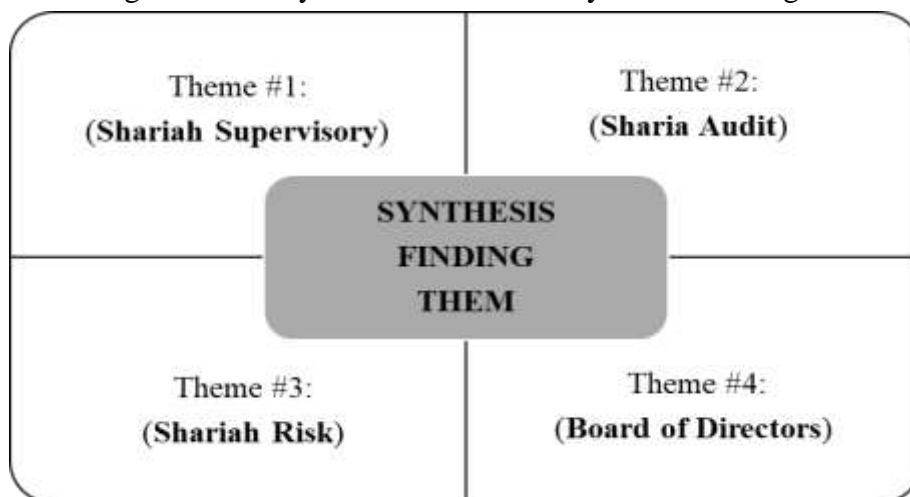 Theme #1:
(Shariah Supervisory)
Theme #2:
(Sharia Audit)
SYNTHESIS
FINDING
THEM
Theme #3:
(Shariah Risk)
Theme #4:
(Board of Directors)